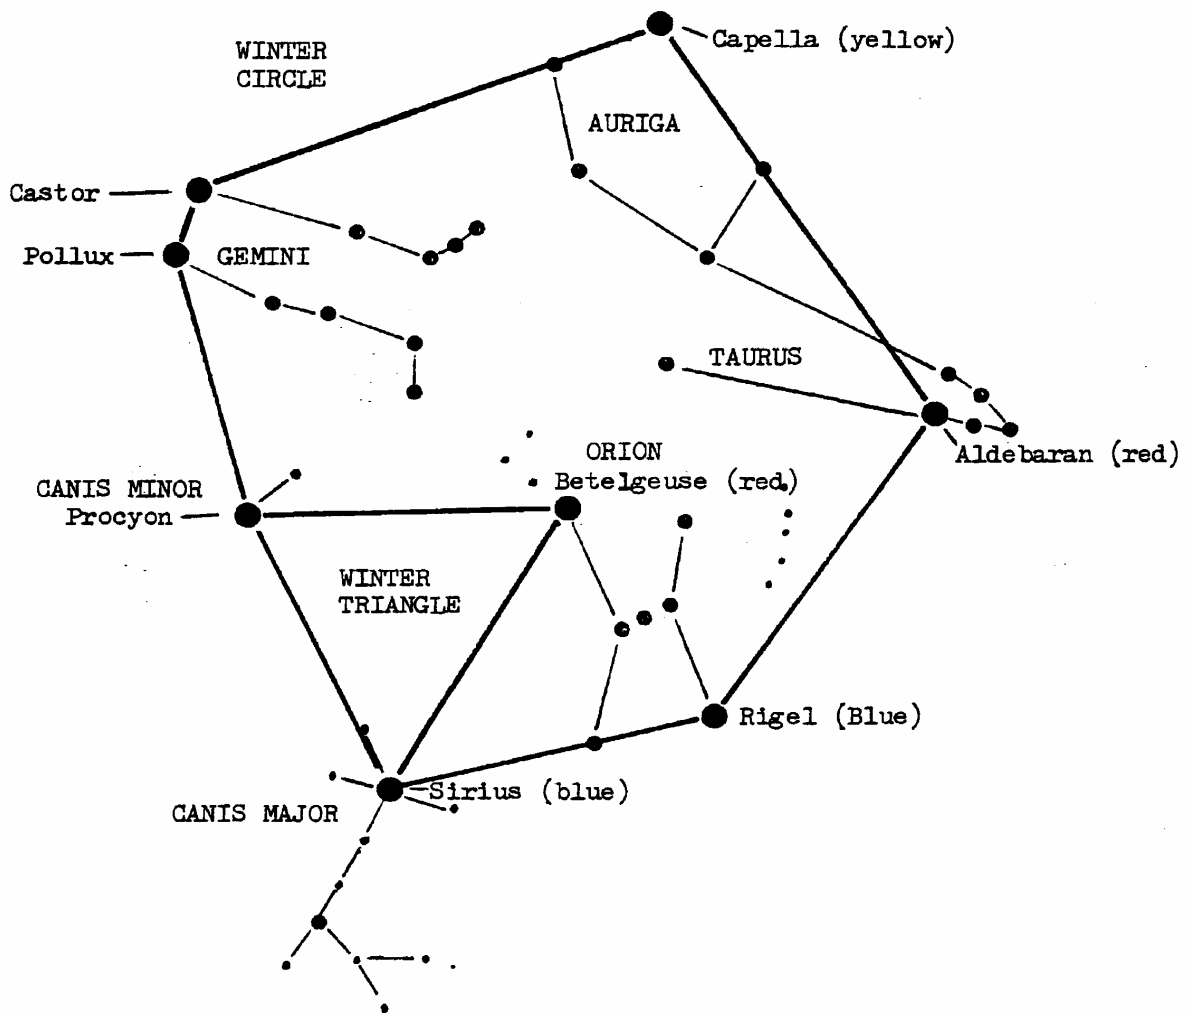 WINTER
CIRCLE
Capella (yellow)
AURIGA
Castor
Pollux
GEMINI
TAURUS
ORION
Aldebaran (red)
Betelgeuse (red)
CANIS MINOR
Procyon
WINTER
TRIANGLE
Rigel (Blue)
Sirius (blue)
CANIS MAJOR